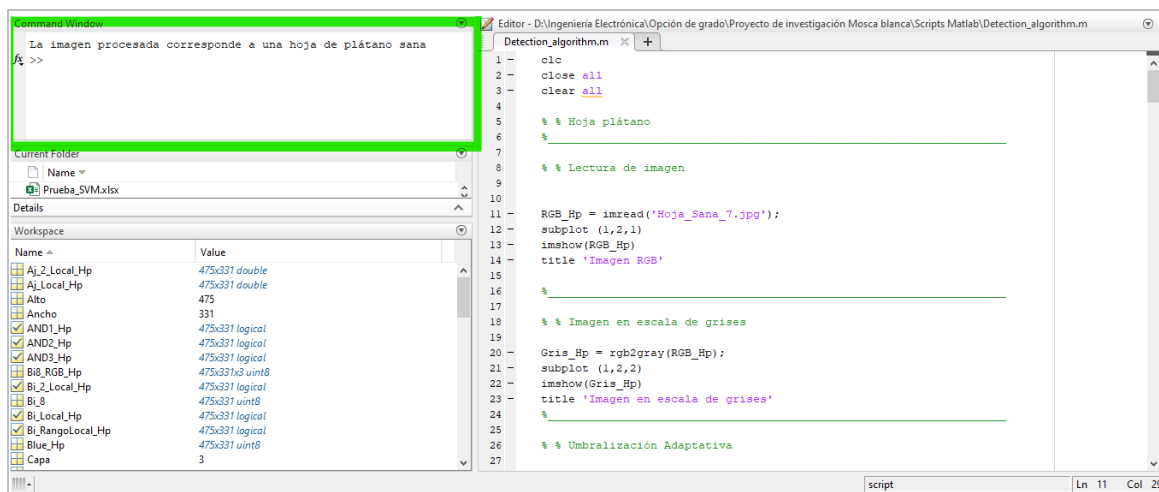 Command Window
La imagen procesada corresponde a una hoja de plátano sana
fx >>
Current Folder
Name
Prueba_SVM.xlsx
Details
Workspace
Name Value
Aj_2_Local_Hp 475x331 double
Aj_Local_Hp 475x331 double
Alto 475
Ancho 331
AND1_Hp 475x331 logical
AND2_Hp 475x331 logical
AND3_Hp 475x331 logical
Bi8_RGB_Hp 475x331x3 uint8
Bi_2_Local_Hp 475x331 logical
Bi_8 475x331 uint8
Bi_Local_Hp 475x331 logical
Bi_RangoLocal_Hp 475x331 logical
Blue_Hp 475x331 uint8
Capa 3
Editor - D:\Ingeniería Electrónica\Opción de grado\Proyecto de investigación Mosca blanca\Scripts Matlab\Detection_algorithm.m
Detection_algorithm.m × +
1 – clc
2 – close all
3 – clear all
4
5 % % Hoja plátano
6 %______________________________
7
8 % % Lectura de imagen
9
10
11 – RGB_Hp = imread('Hoja_Sana_7.jpg');
12 – subplot (1,2,1)
13 – imshow(RGB_Hp)
14 – title 'Imagen RGB'
15
16 %______________________________
17
18 % % Imagen en escala de grises
19
20 – Gris_Hp = rgb2gray(RGB_Hp);
21 – subplot (1,2,2)
22 – imshow(Gris_Hp)
23 – title 'Imagen en escala de grises'
24 %______________________________
25
26 % % Umbralización Adaptativa
27
script Ln 11 Col 29